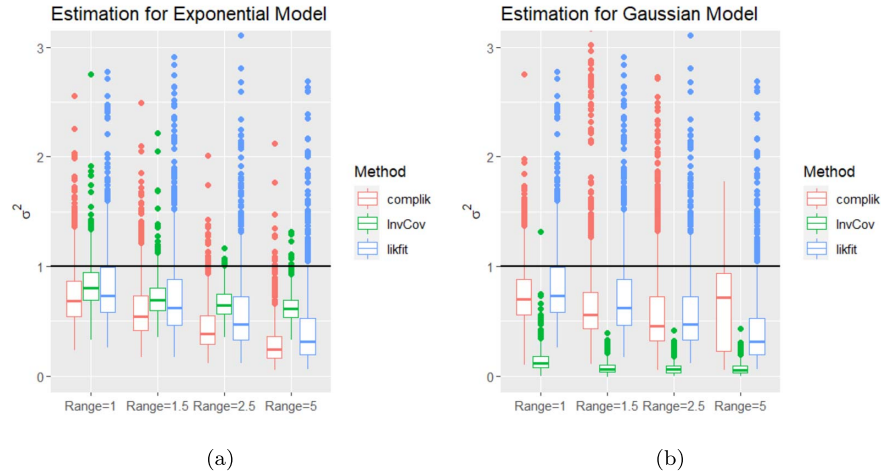 Estimation for Exponential Model
3
2
1
0
σ²
Range=1 Range=1.5 Range=2.5 Range=5
Method
complik
InvCov
likfit
(a)
Estimation for Gaussian Model
3
2
1
0
σ²
Range=1 Range=1.5 Range=2.5 Range=5
Method
complik
InvCov
likfit
(b)